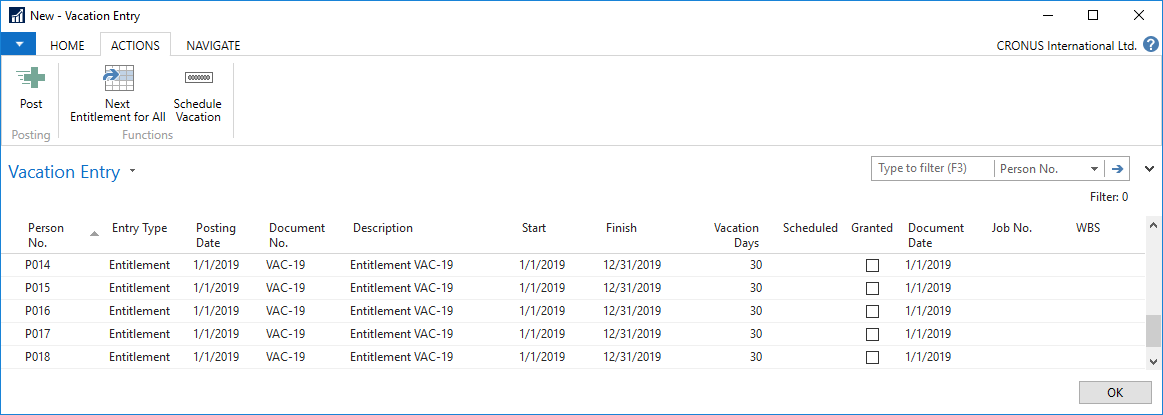 New - Vacation Entry
HOME ACTIONS NAVIGATE CRONUS International Ltd. ?
Post Next Schedule
Entitlement for All Vacation
Posting Functions
Vacation Entry Type to filter (F3) Person No.
Filter: 0
Person Entry Type Posting Document Description Start Finish Vacation Scheduled Granted Document Job No. WBS
No. Date No. Days Date
P014 Entitlement 1/1/2019 VAC-19 Entitlement VAC-19 1/1/2019 12/31/2019 30 1/1/2019
P015 Entitlement 1/1/2019 VAC-19 Entitlement VAC-19 1/1/2019 12/31/2019 30 1/1/2019
P016 Entitlement 1/1/2019 VAC-19 Entitlement VAC-19 1/1/2019 12/31/2019 30 1/1/2019
P017 Entitlement 1/1/2019 VAC-19 Entitlement VAC-19 1/1/2019 12/31/2019 30 1/1/2019
P018 Entitlement 1/1/2019 VAC-19 Entitlement VAC-19 1/1/2019 12/31/2019 30 1/1/2019
OK